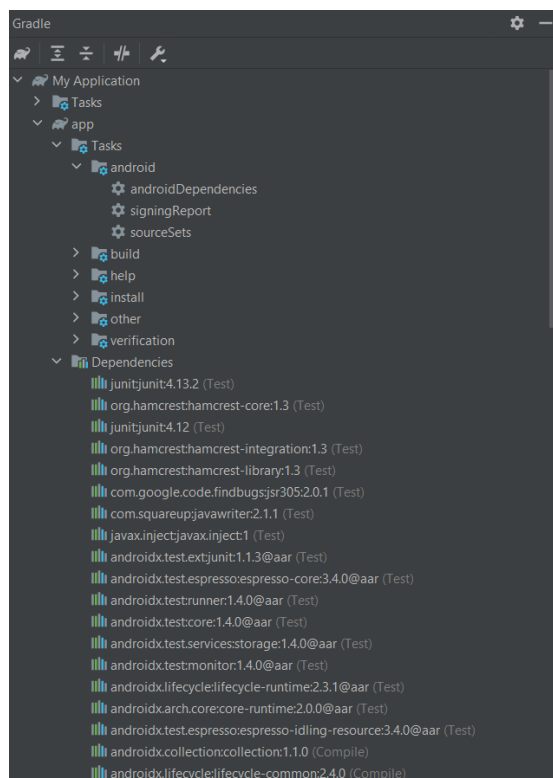 Gradle
My Application
Tasks
app
Tasks
android
androidDependencies
signingReport
sourceSets
build
help
install
other
verification
Dependencies
junit:junit:4.13.2 (Test)
org.hamcrest:hamcrest-core:1.3 (Test)
junit:junit:4.12 (Test)
org.hamcrest:hamcrest-integration:1.3 (Test)
org.hamcrest:hamcrest-library:1.3 (Test)
com.google.code.findbugs:jsr305:2.0.1 (Test)
com.squareup:javawriter:2.1.1 (Test)
javax.inject:javax.inject:1 (Test)
androidx.test.ext:junit:1.1.3@aar (Test)
androidx.test.espresso:espresso-core:3.4.0@aar (Test)
androidx.test:runner:1.4.0@aar (Test)
androidx.test:core:1.4.0@aar (Test)
androidx.test.services:storage:1.4.0@aar (Test)
androidx.test:monitor:1.4.0@aar (Test)
androidx.lifecycle:lifecycle-runtime:2.3.1@aar (Test)
androidx.arch.core:core-runtime:2.0.0@aar (Test)
androidx.test.espresso:espresso-idling-resource:3.4.0@aar (Test)
androidx.collection:collection:1.1.0 (Compile)
androidx.lifecycle:lifecycle-common:2.4.0 (Compile)